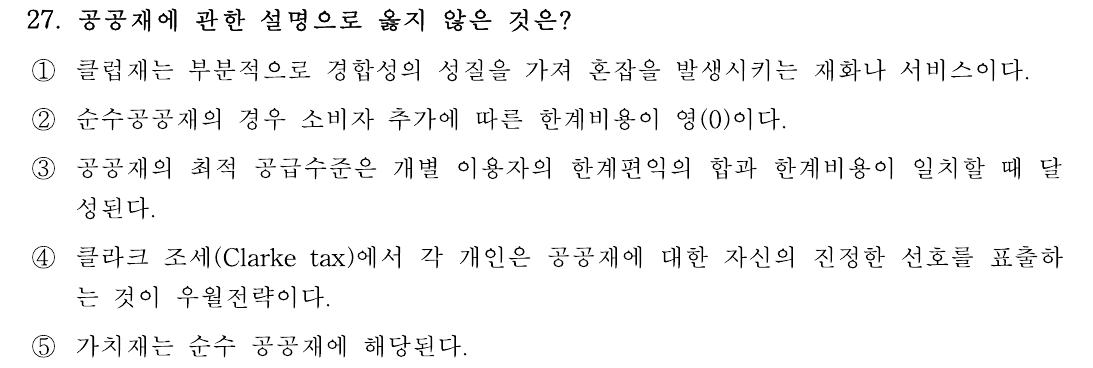 27. 공공재에 관한 설명으로 옳지 않은 것은?
① 클럽재는 부분적으로 경합성의 성질을 가져 혼잡을 발생시키는 재화나 서비스이다.
② 순수공공재의 경우 소비자 추가에 따른 한계비용이 영(0)이다.
③ 공공재의 최적 공급수준은 개별 이용자의 한계편익의 합과 한계비용이 일치할 때 달
성된다.
④ 클라크 조세(Clarke tax)에서 각 개인은 공공재에 대한 자신의 진정한 선호를 표출하
는 것이 우월전략이다.
⑤ 가치재는 순수 공공재에 해당된다.